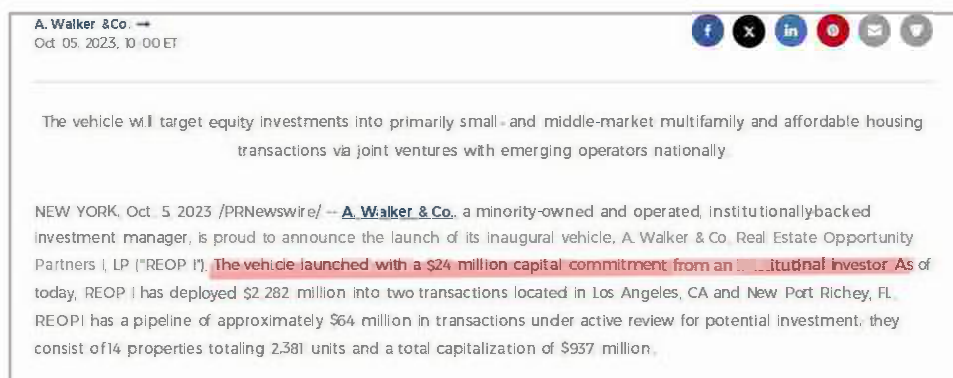 A. Walker &Co. →
Oct 05, 2023, 10:00 ET
The vehicle will target equity investments into primarily small- and middle-market multifamily and affordable housing
transactions via joint ventures with emerging operators nationally.
NEW YORK, Oct. 5, 2023 /PRNewswire/ -- A. Walker & Co., a minority-owned and operated, institutionally-backed
investment manager, is proud to announce the launch of its inaugural vehicle, A. Walker & Co. Real Estate Opportunity
Partners I, LP ("REOP I"). The vehicle launched with a $24 million capital commitment from an investor As of
today, REOP I has deployed $2.282 million into two transactions located in Los Angeles, CA and New Port Richey, FL.
REOPI has a pipeline of approximately $64 million in transactions under active review for potential investment; they
consist of 14 properties totaling 2,381 units and a total capitalization of $937 million.